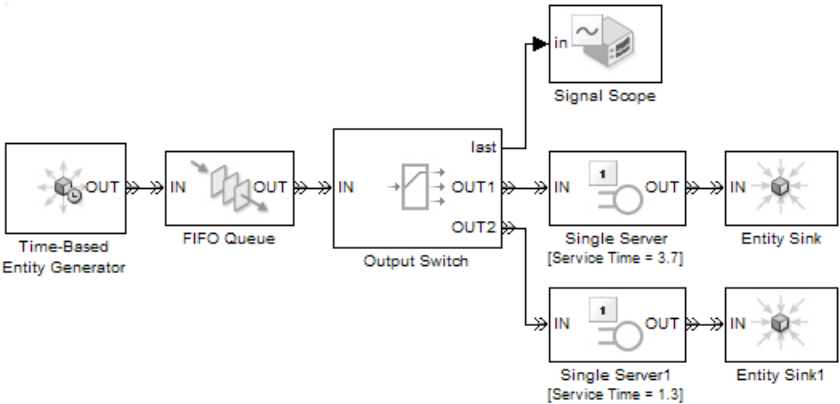 in
Signal Scope
last
OUT
IN
OUT
IN
OUT1
IN
1
OUT
IN
OUT2
Time-Based
Entity Generator
FIFO Queue
Output Switch
Single Server
[Service Time = 3.7]
Entity Sink
IN
1
OUT
IN
Single Server1
[Service Time = 1.3]
Entity Sink1